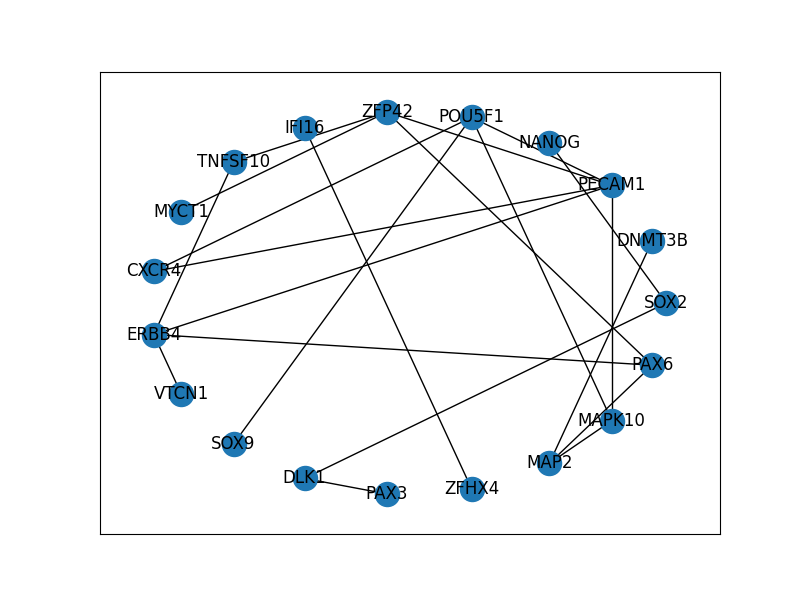 ZFP42
POU5F1
IFI16
NANOG
TNFSF10
PECAM1
MYCT1
DNMT3B
CXCR4
SOX2
ERBB4
PAX6
VTCN1
MAPK10
SOX9
MAP2
DLK1
ZFHX4
PAX3